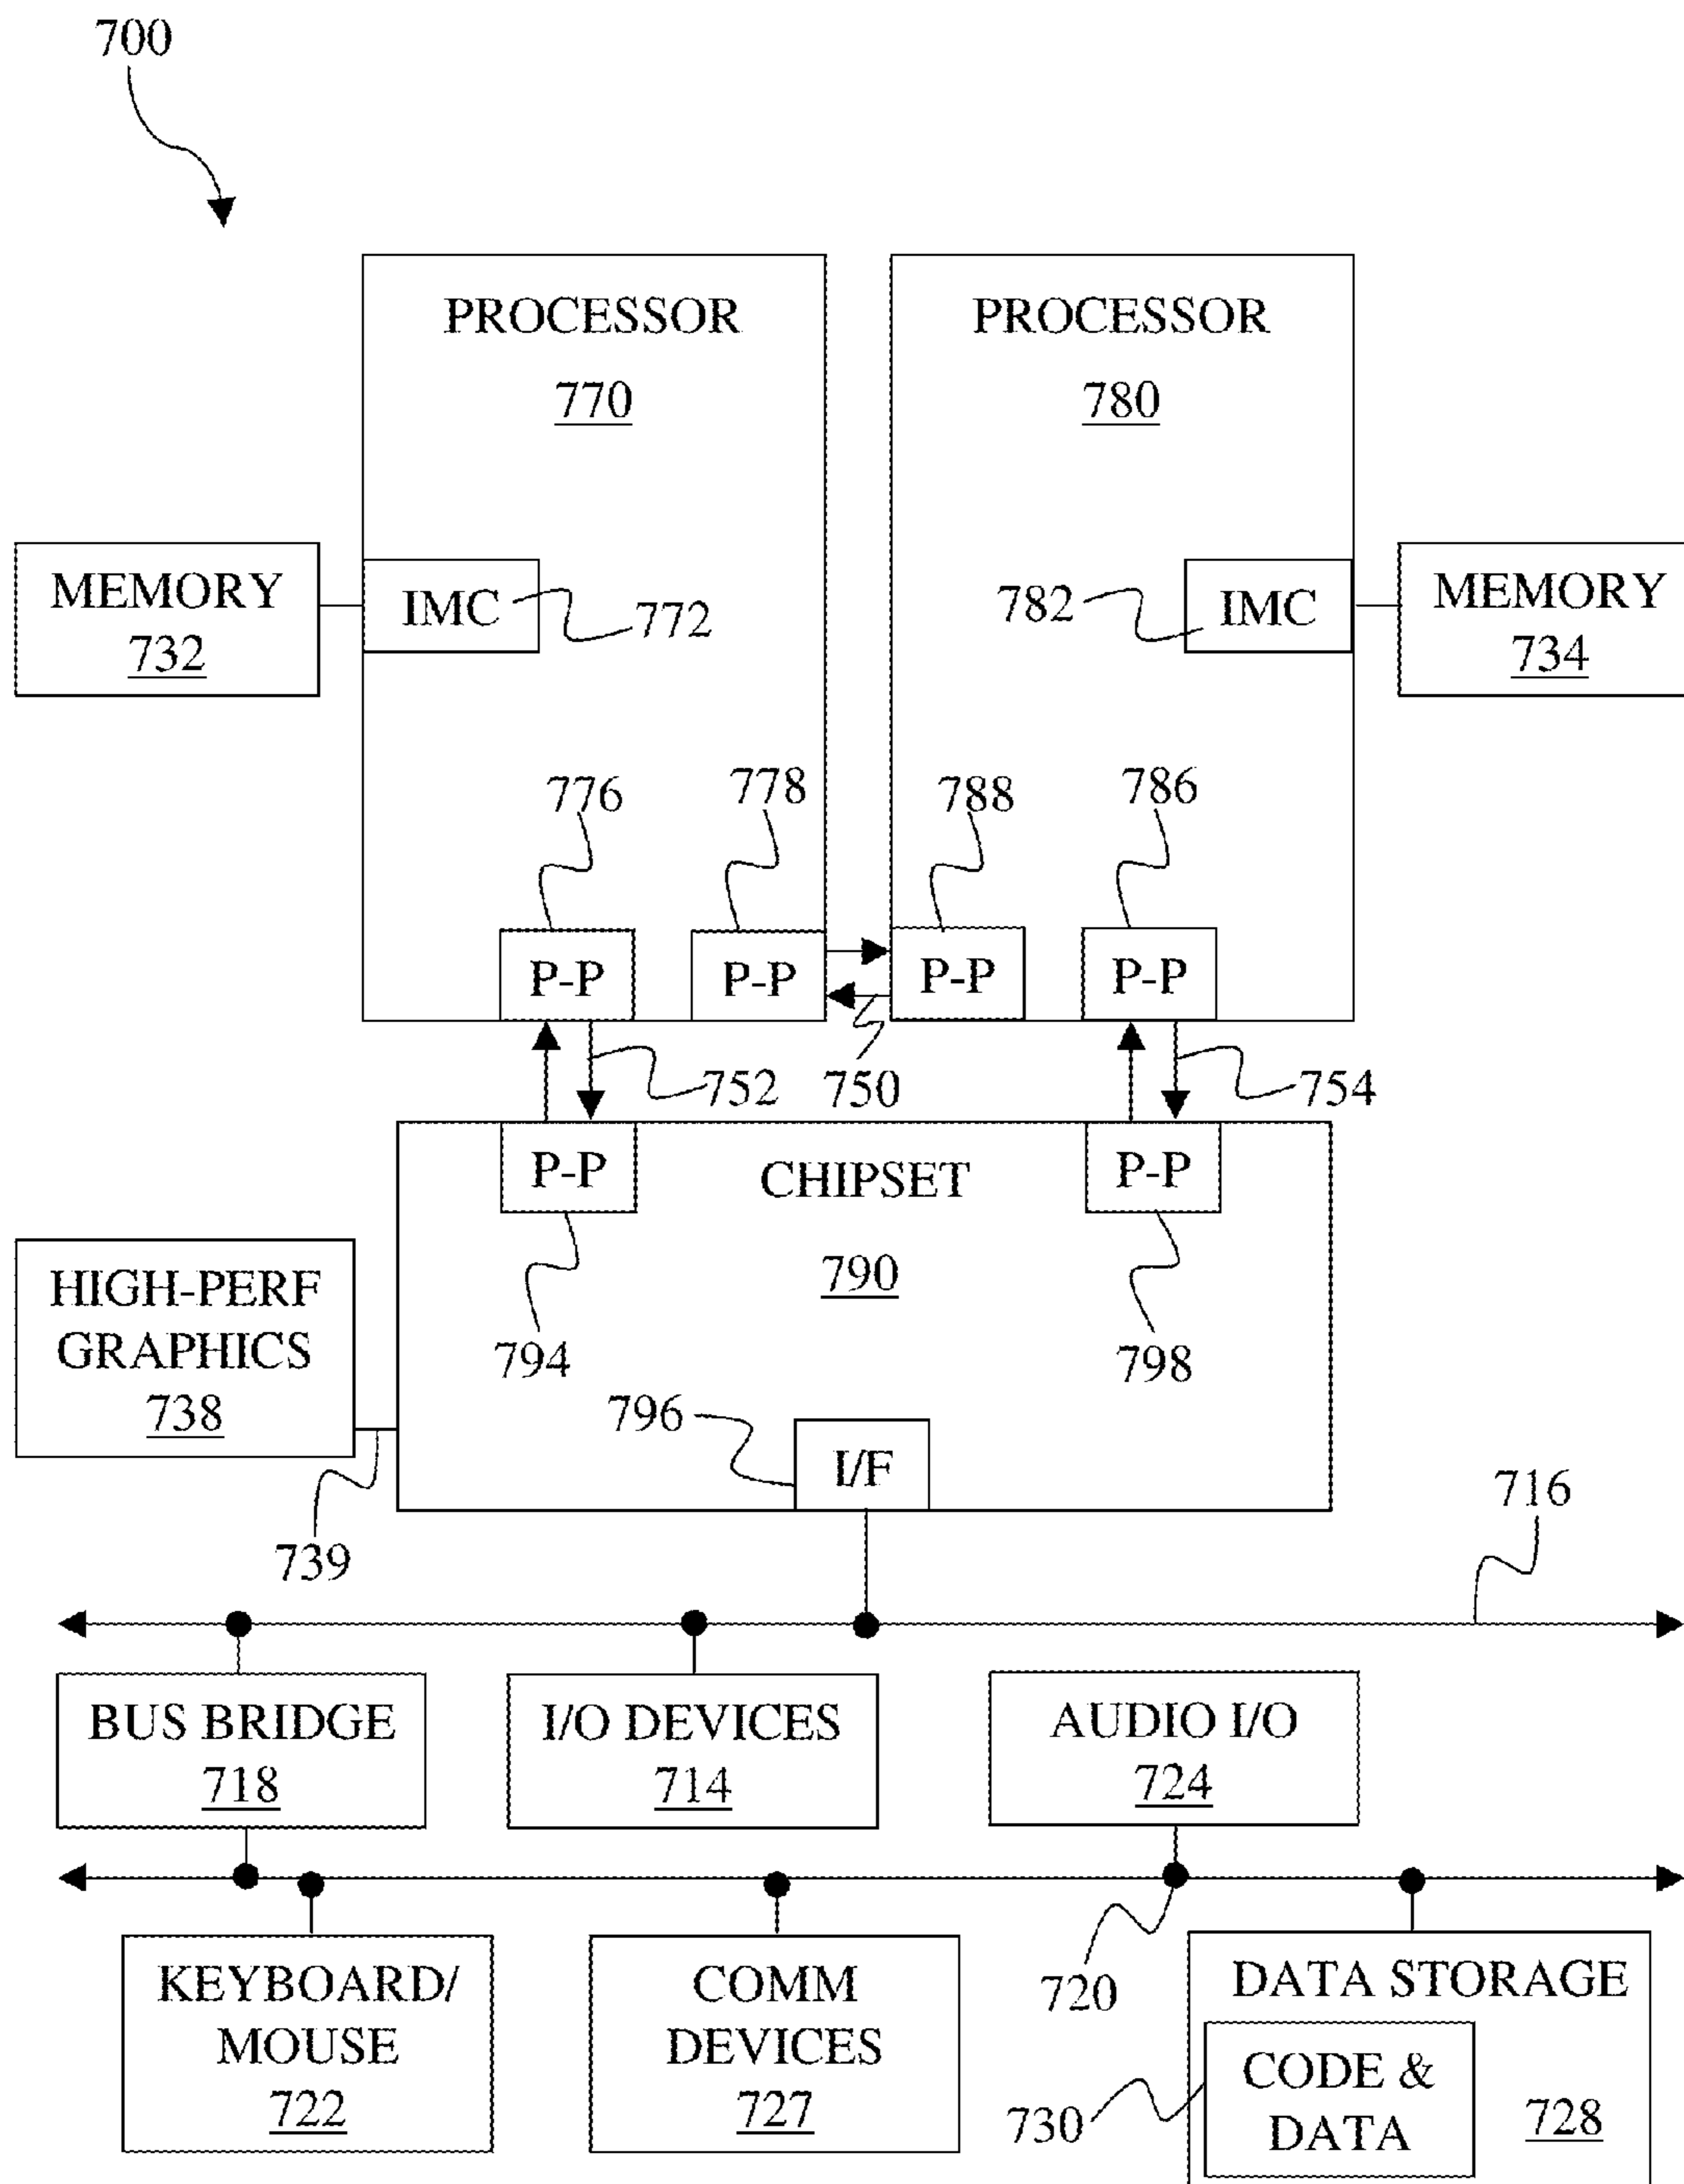 700
PROCESSOR
770
PROCESSOR
780
MEMORY
732
IMC
772
782
IMC
MEMORY
734
776
778
788
786
P-P
P-P
P-P
P-P
752
750
754
P-P
CHIPSET
P-P
790
HIGH-PERF
GRAPHICS
738
794
798
796
I/F
739
716
BUS BRIDGE
718
I/O DEVICES
714
AUDIO I/O
724
KEYBOARD/
MOUSE
722
COMM
DEVICES
727
720
DATA STORAGE
CODE &
DATA
730
728